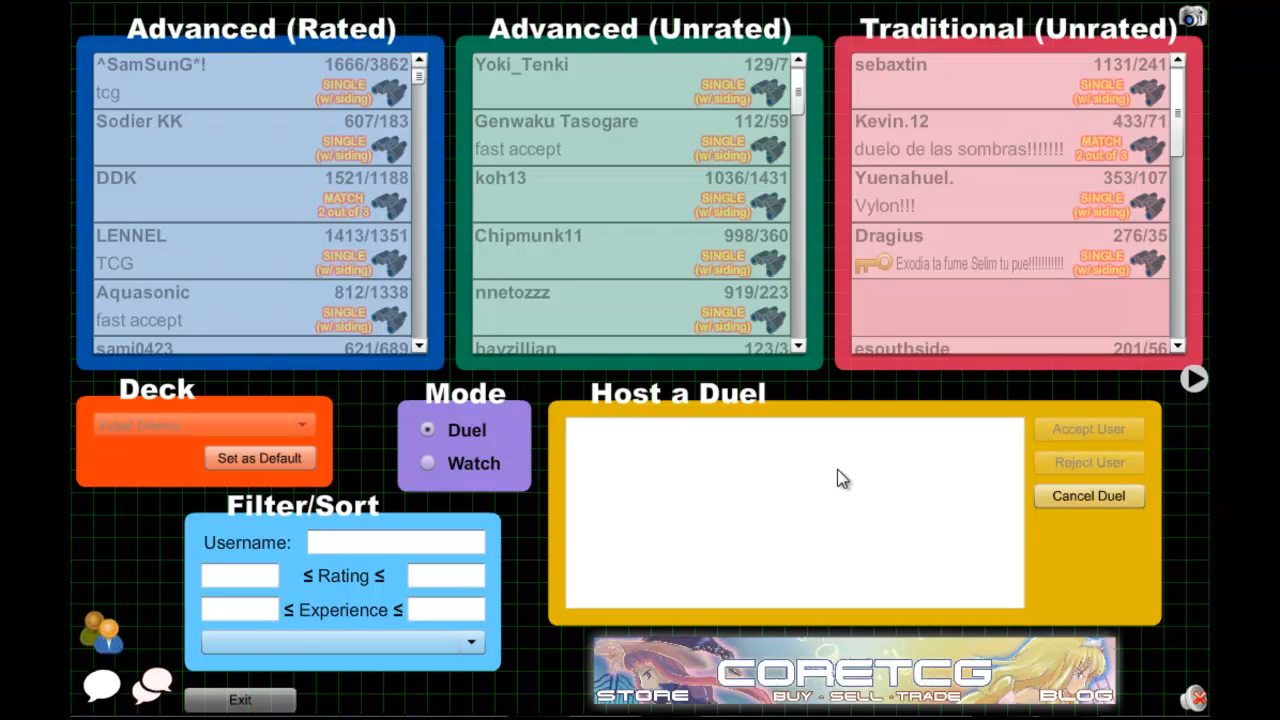 Advanced (Rated)
^SamSunG*! 1666/3862
SINGLE
tcg (w/ siding)
Sodier KK 607/183
SINGLE
(w/ siding)
DDK 1521/1188
MATCH
2 out of 3
LENNEL 1413/1351
SINGLE
TCG (w/ siding)
Aquasonic 812/1338
SINGLE
fast accept (w/ siding)
sami0423 621/689
Advanced (Unrated)
Yoki_Tenki 129/7
SINGLE
(w/ siding)
Genwaku Tasogare 112/59
SINGLE
fast accept (w/ siding)
koh13 1036/1431
SINGLE
(w/ siding)
Chipmunk11 998/360
SINGLE
(w/ siding)
nnetozzz 919/223
SINGLE
(w/ siding)
bayzillian 123/3
Traditional (Unrated)
sebaxtin 1131/241
SINGLE
(w/ siding)
Kevin.12 433/71
MATCH
duelo de las sombras!!!!!!! 2 out of 3
Yuenahuel. 353/107
SINGLE
Vylon!!! (w/ siding)
Dragius 276/35
SINGLE
Exodia ta fume Selim tu pue!!!!!!!!!!! (w/ siding)
esouthside 201/56
Deck
Set as Default
Mode
Duel
Watch
Host a Duel
Accept User
Reject User
Cancel Duel
Filter/Sort
Username:
≤ Rating ≤
≤ Experience ≤
Exit
CORETCG
STORE BUY - SELL - TRADE BLOG